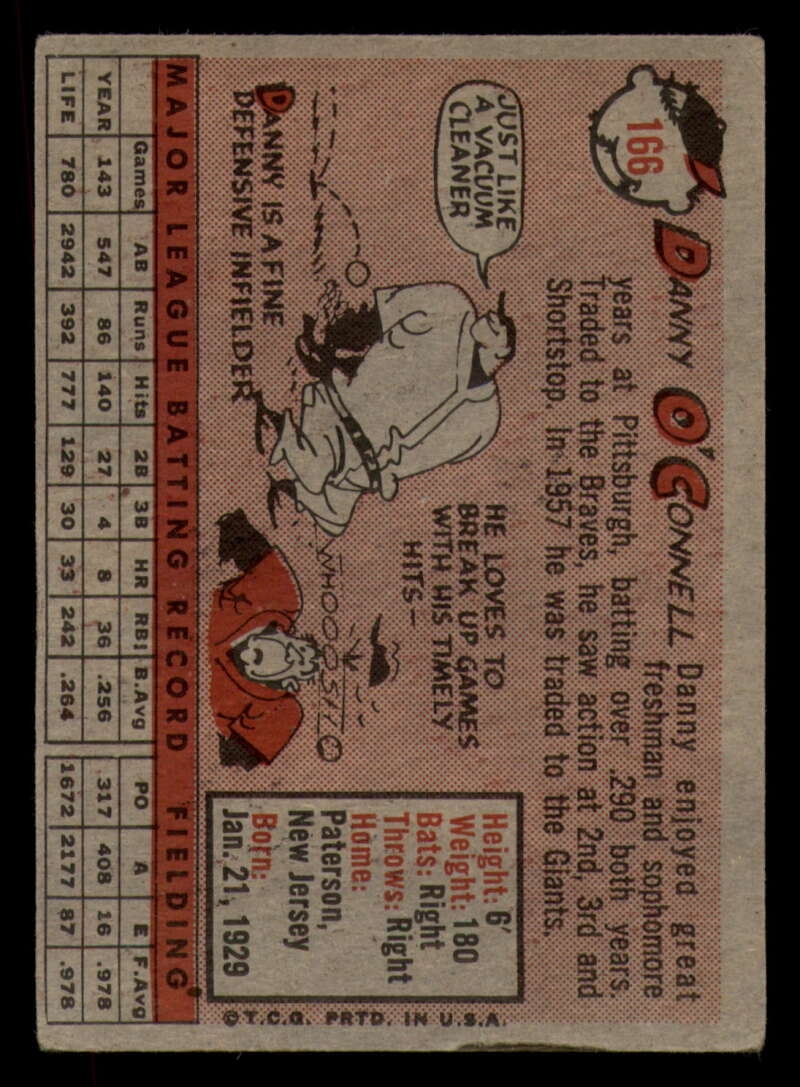 166
DANNY O'CONNELL
Danny enjoyed great
freshman and sophomore
years at Pittsburgh, batting over .290 both years.
Traded to the Braves, he saw action at 2nd, 3rd and
Shortstop. In 1957 he was traded to the Giants.
JUST LIKE
A VACUUM
CLEANER
DANNY IS A FINE
DEFENSIVE INFIELDER
HE LOVES TO
BREAK UP GAMES
WITH HIS TIMELY
HITS–
WHOOOSIT
Height: 6'
Weight: 180
Bats: Right
Throws: Right
Home:
Paterson,
New Jersey
Born:
Jan. 21, 1929
©T.C.G. PRTD. IN U.S.A.
MAJOR LEAGUE BATTING RECORD FIELDING
Games AB Runs Hits 2B 3B HR RBI B.Avg PO A E F.Avg
YEAR 143 547 86 140 27 4 8 36 .256 317 408 16 .978
LIFE 780 2942 392 777 129 30 33 242 .264 1672 2177 87 .978